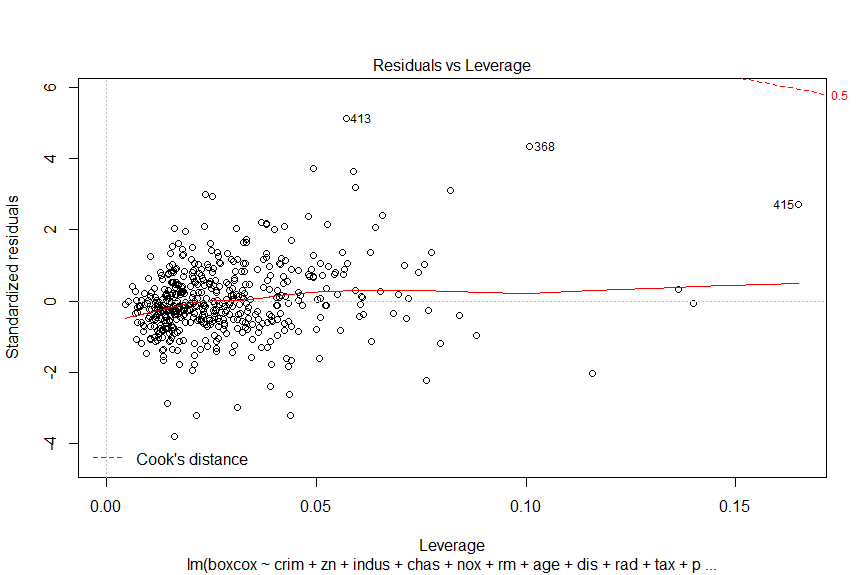 Residuals vs Leverage
Standardized residuals
6
4
2
0
-2
-4
0.5
413
368
415
Cook's distance
0.00
0.05
0.10
0.15
Leverage
lm(boxcox ~ crim + zn + indus + chas + nox + rm + age + dis + rad + tax + p ...